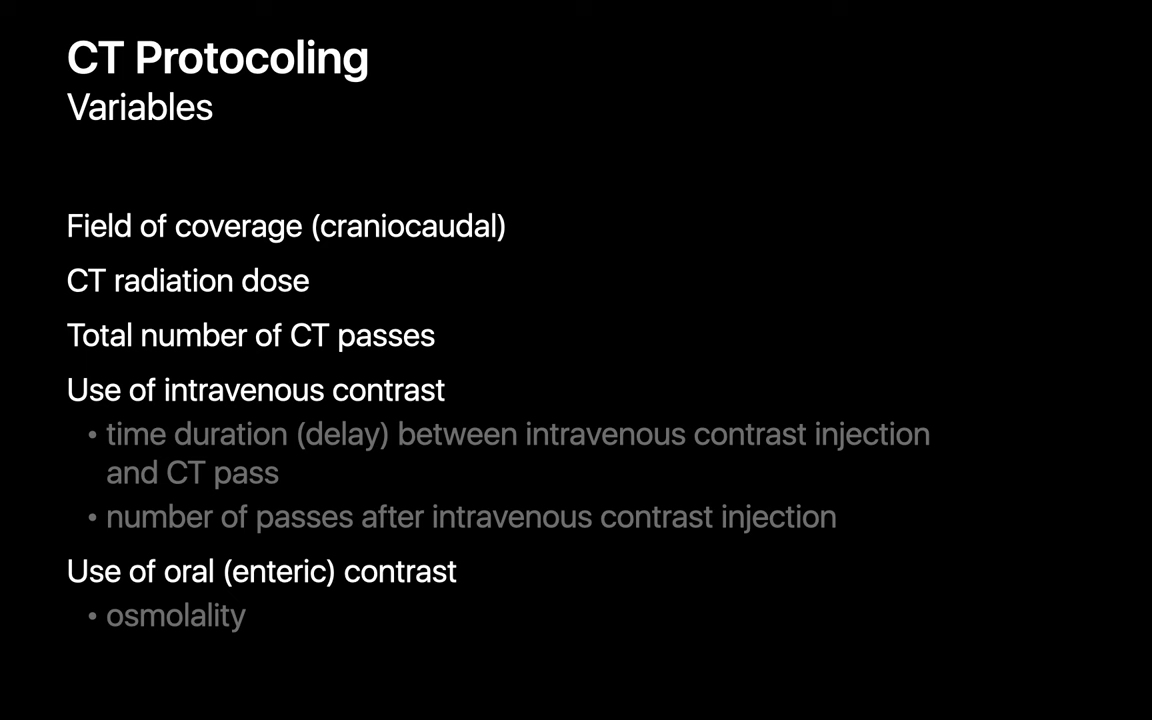 CT Protocoling
Variables
Field of coverage (craniocaudal)
CT radiation dose
Total number of CT passes
Use of intravenous contrast
• time duration (delay) between intravenous contrast injection
and CT pass
• number of passes after intravenous contrast injection
Use of oral (enteric) contrast
• osmolality